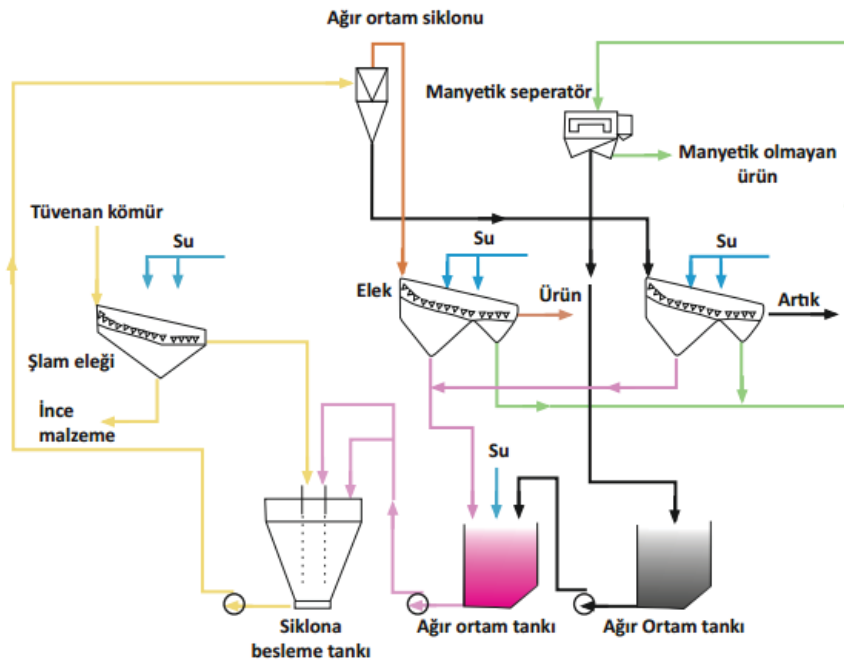 Ağır ortam siklonu
Manyetik seperatör
Manyetik olmayan
ürün
Tüvenan kömür
Su
Su
Su
Elek
Ürün
Artık
Şlam eleği
İnce
malzeme
Su
Siklona
besleme tankı
Ağır ortam tankı
Ağır Ortam tankı